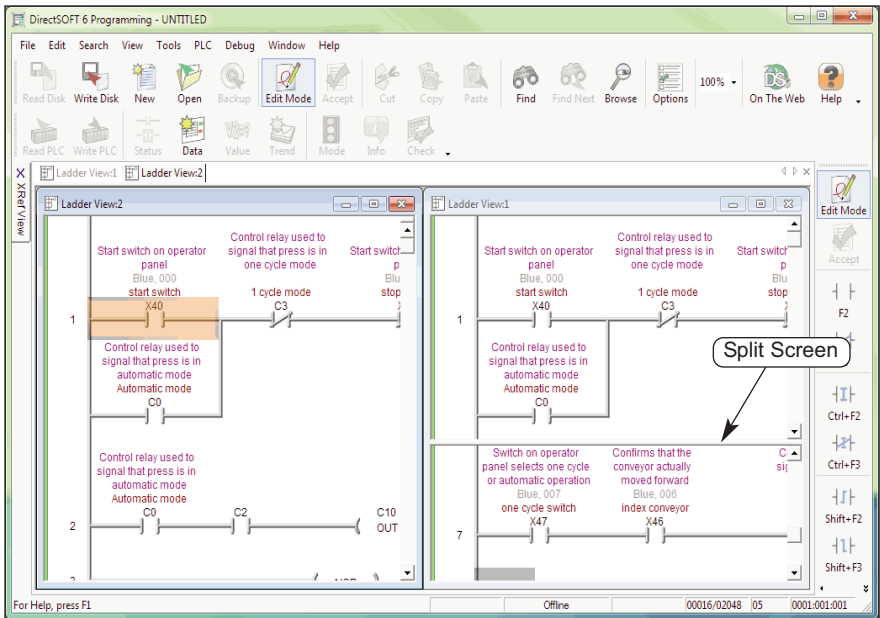 DirectSOFT 6 Programming - UNTITLED
File Edit Search View Tools PLC Debug Window Help
Read Disk Write Disk New Open Backup Edit Mode Accept Cut Copy Paste Find Find Next Browse Options 100% On The Web Help
Read PLC Write PLC Status Data Value Trend Mode Info Check
X Ladder View:1 Ladder View:2
XRef View
Ladder View:2
Start switch on operator
panel
Blue, 000
start switch
X40
Control relay used to
signal that press is in
one cycle mode
1 cycle mode
C3
Start switch
p
Blu
stop
1
Control relay used to
signal that press is in
automatic mode
Automatic mode
C0
Control relay used to
signal that press is in
automatic mode
Automatic mode
C0
C2
C10
2
OUT
Ladder View:1
Start switch on operator
panel
Blue, 000
start switch
X40
Control relay used to
signal that press is in
one cycle mode
1 cycle mode
C3
Start switch
p
Blu
stop
1
Control relay used to
signal that press is in
automatic mode
Automatic mode
C0
Split Screen
Switch on operator
panel selects one cycle
or automatic operation
Blue, 007
one cycle switch
X47
Confirms that the
conveyor actually
moved forward
Blue, 006
index conveyor
X46
C
sig
7
Edit Mode
Accept
F2
Ctrl+F2
Ctrl+F3
Shift+F2
Shift+F3
For Help, press F1
Offline
00016/02048 05 0001:001:001